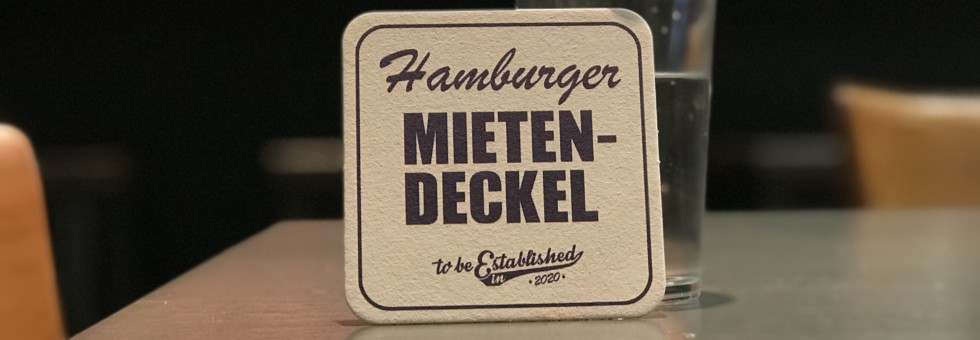 Hamburger
MIETEN-
DECKEL
to be Established
in · 2020 ·